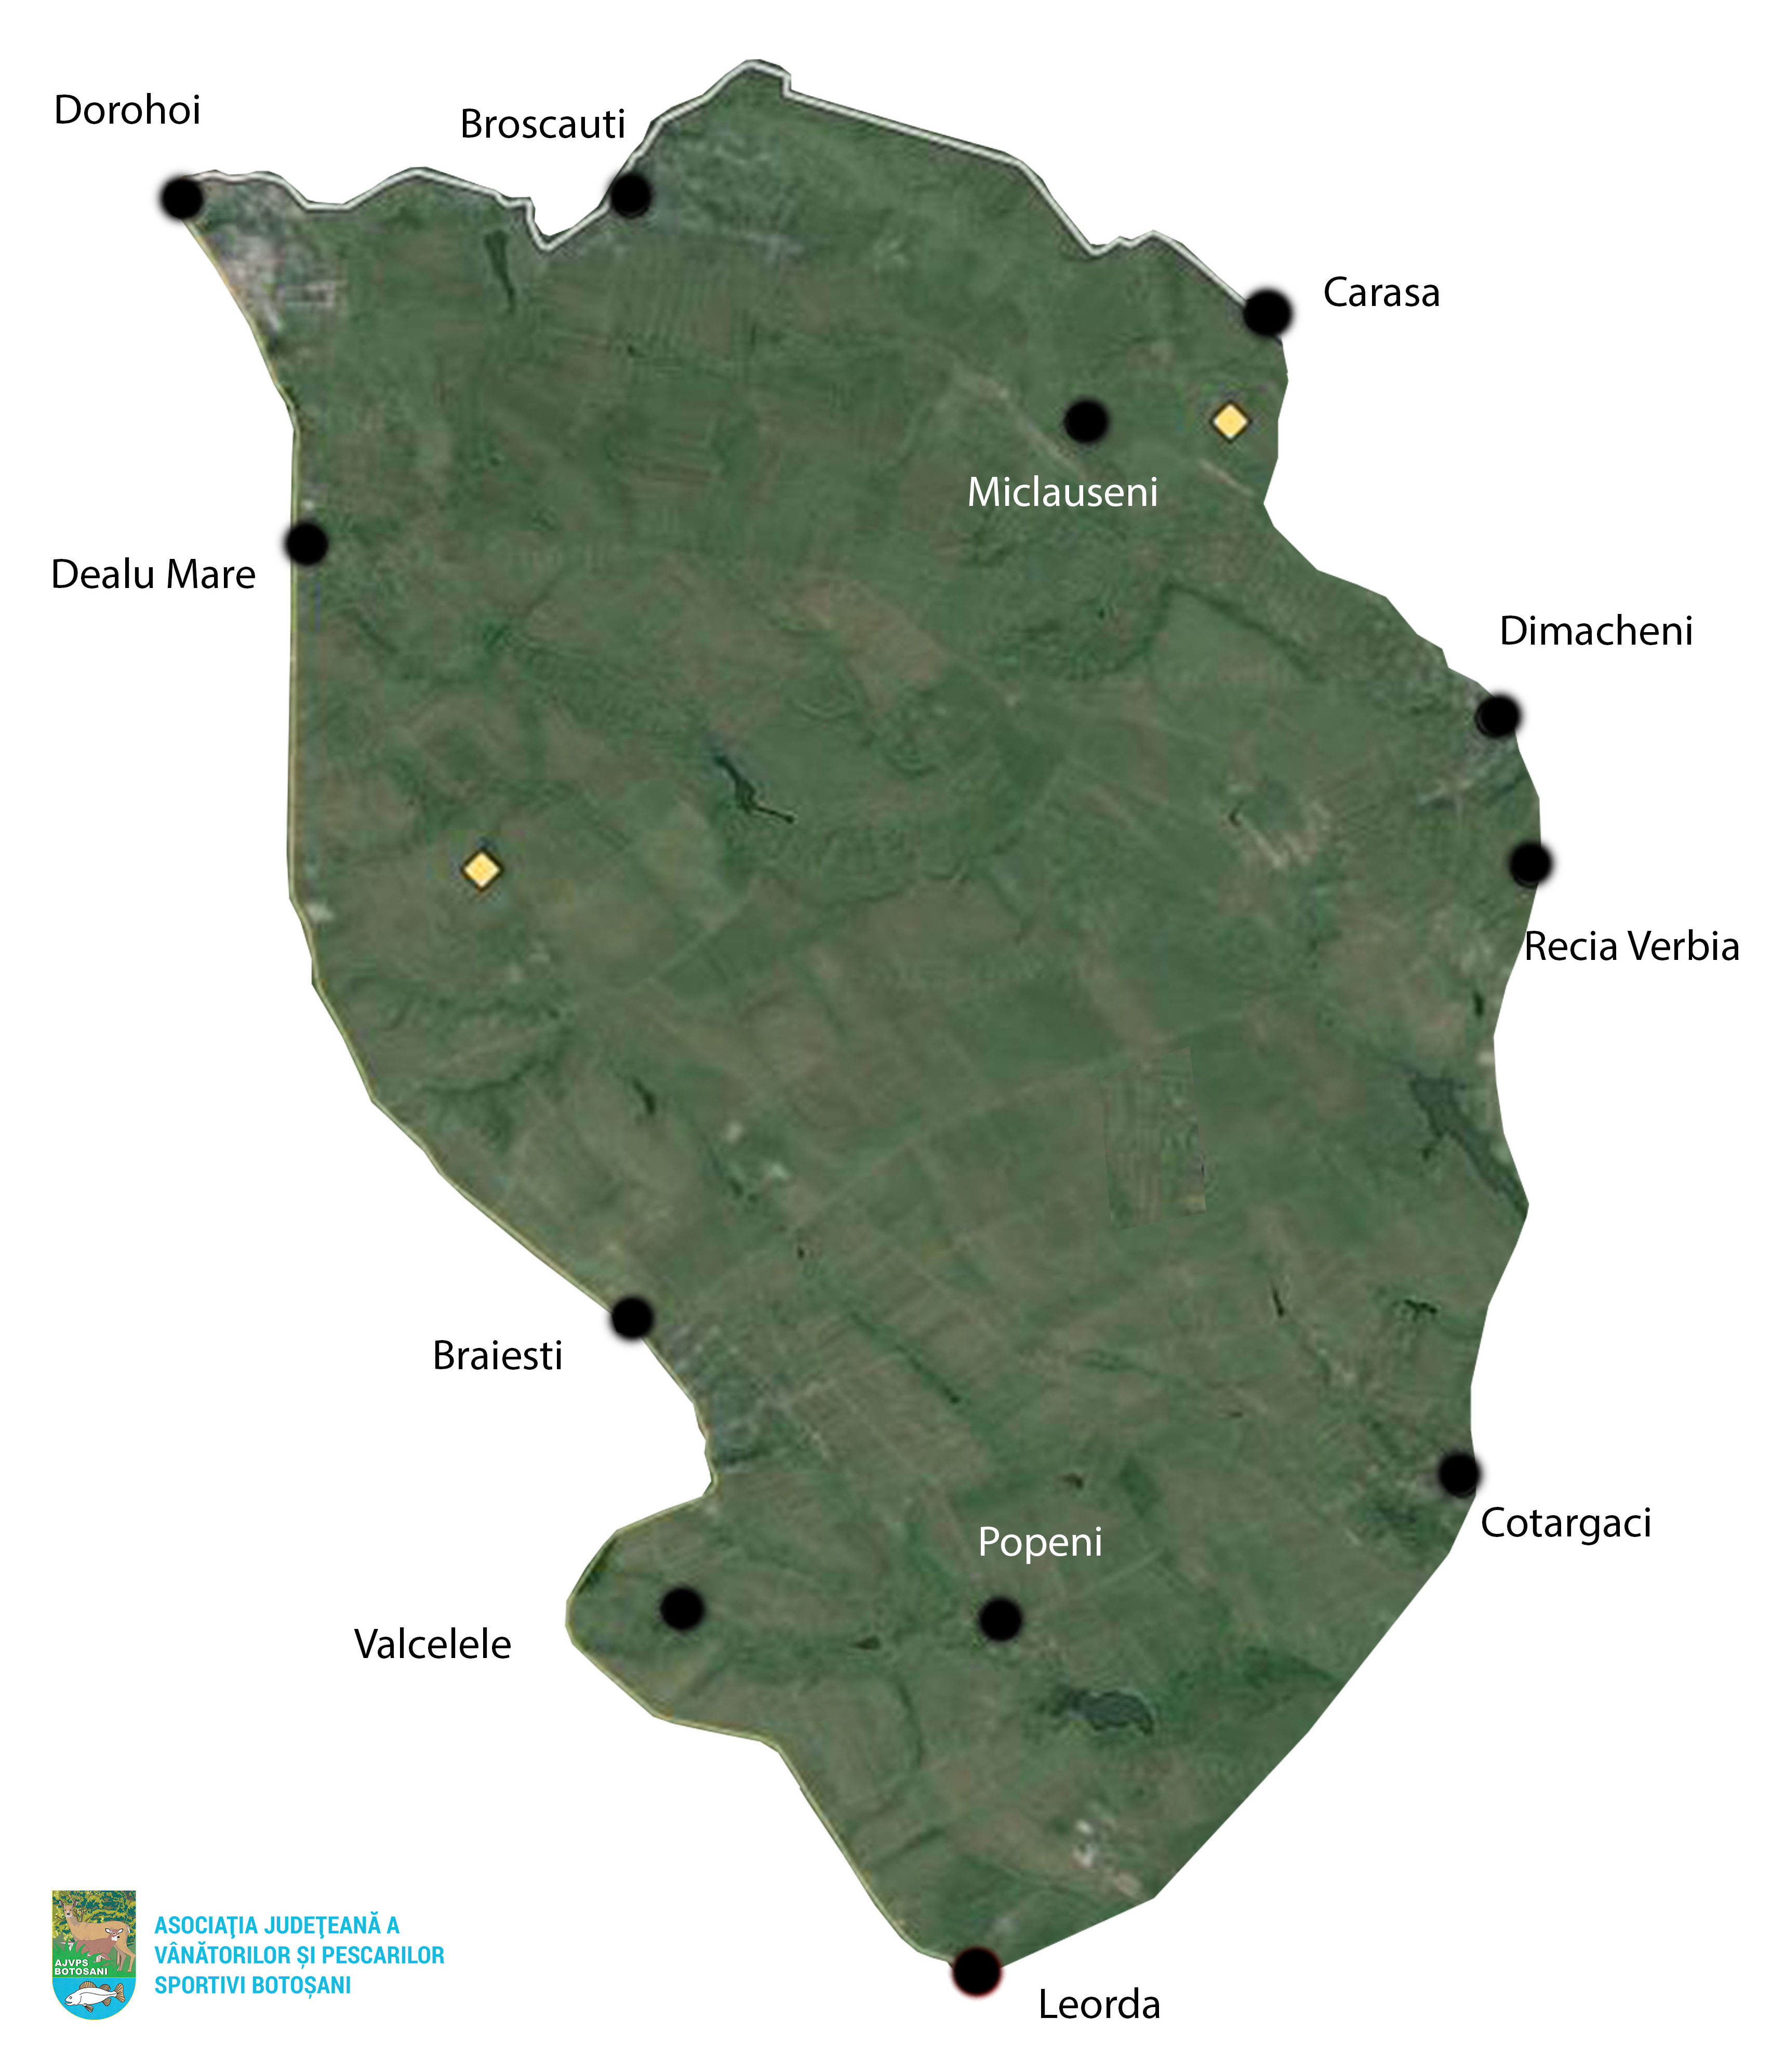 Dorohoi
Broscauti
Carasa
Miclauseni
Dealu Mare
Dimacheni
Recia Verbia
Braiesti
Cotargaci
Popeni
Valcelele
AJVPS
BOTOSANI
ASOCIAŢIA JUDEŢEANĂ A
VÂNĂTORILOR ŞI PESCARILOR
SPORTIVI BOTOŞANI
Leorda